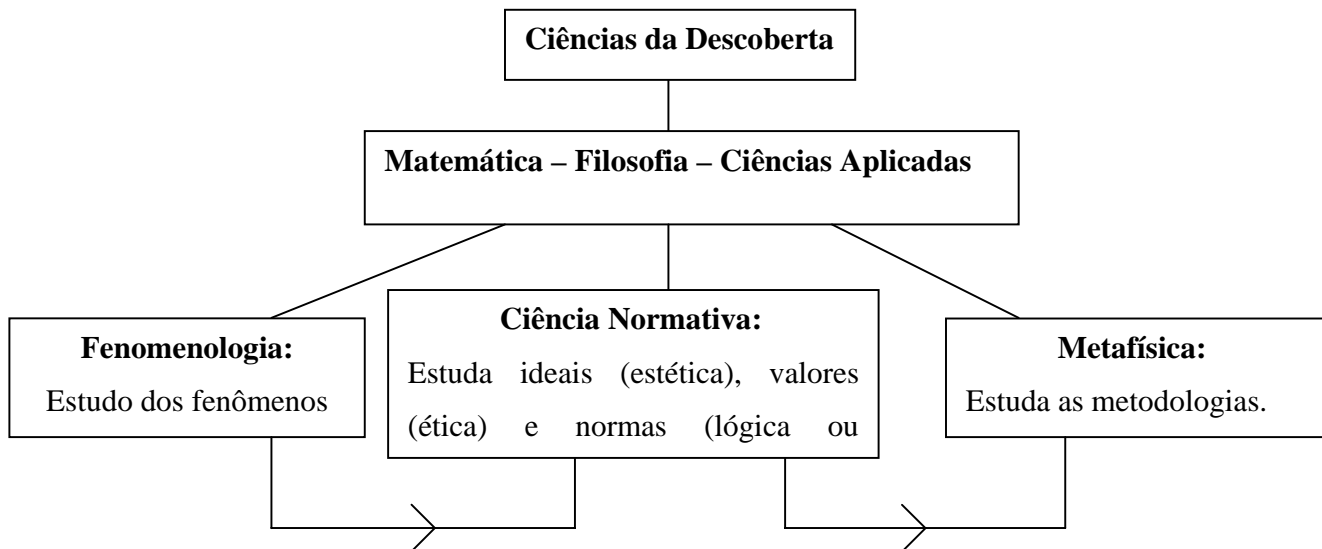 Ciências da Descoberta
Matemática – Filosofia – Ciências Aplicadas
Fenomenologia:
Estudo dos fenômenos
Ciência Normativa:
Estuda ideais (estética), valores
(ética) e normas (lógica ou
Metafísica:
Estuda as metodologias.